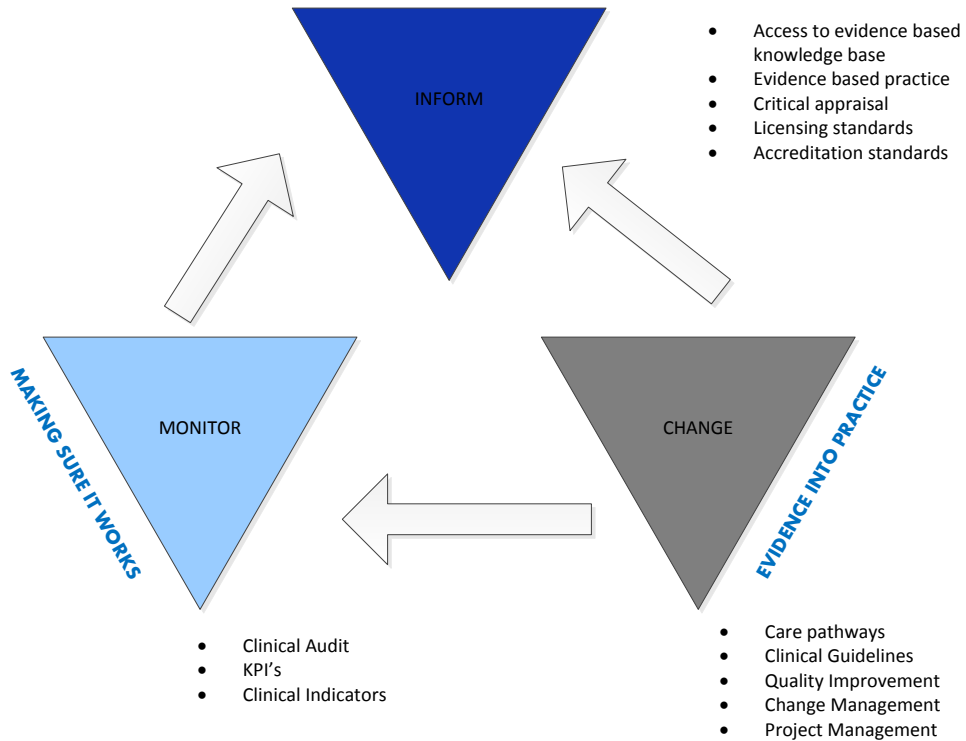 • Access to evidence based
knowledge base
• Evidence based practice
• Critical appraisal
• Licensing standards
• Accreditation standards
INFORM
MONITOR
CHANGE
MAKING SURE IT WORKS
EVIDENCE INTO PRACTICE
• Clinical Audit
• KPI’s
• Clinical Indicators
• Care pathways
• Clinical Guidelines
• Quality Improvement
• Change Management
• Project Management